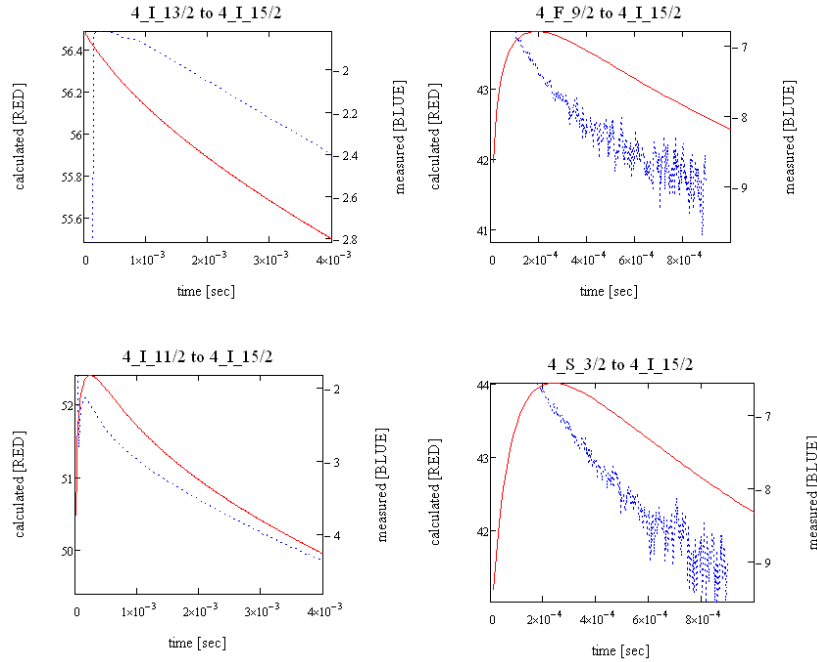 4_I_13/2 to 4_I_15/2
calculated [RED]
56.4
56.2
56
55.8
55.6
measured [BLUE]
− 2
− 2.2
− 2.4
− 2.6
− 2.8
0 1×10⁻³ 2×10⁻³ 3×10⁻³ 4×10⁻³
time [sec]
4_F_9/2 to 4_I_15/2
calculated [RED]
43
42
41
measured [BLUE]
− 7
− 8
− 9
0 2×10⁻⁴ 4×10⁻⁴ 6×10⁻⁴ 8×10⁻⁴
time [sec]
4_I_11/2 to 4_I_15/2
calculated [RED]
52
51
50
measured [BLUE]
− 2
− 3
− 4
0 1×10⁻³ 2×10⁻³ 3×10⁻³ 4×10⁻³
time [sec]
4_S_3/2 to 4_I_15/2
calculated [RED]
44
43
42
measured [BLUE]
− 7
− 8
− 9
0 2×10⁻⁴ 4×10⁻⁴ 6×10⁻⁴ 8×10⁻⁴
time [sec]